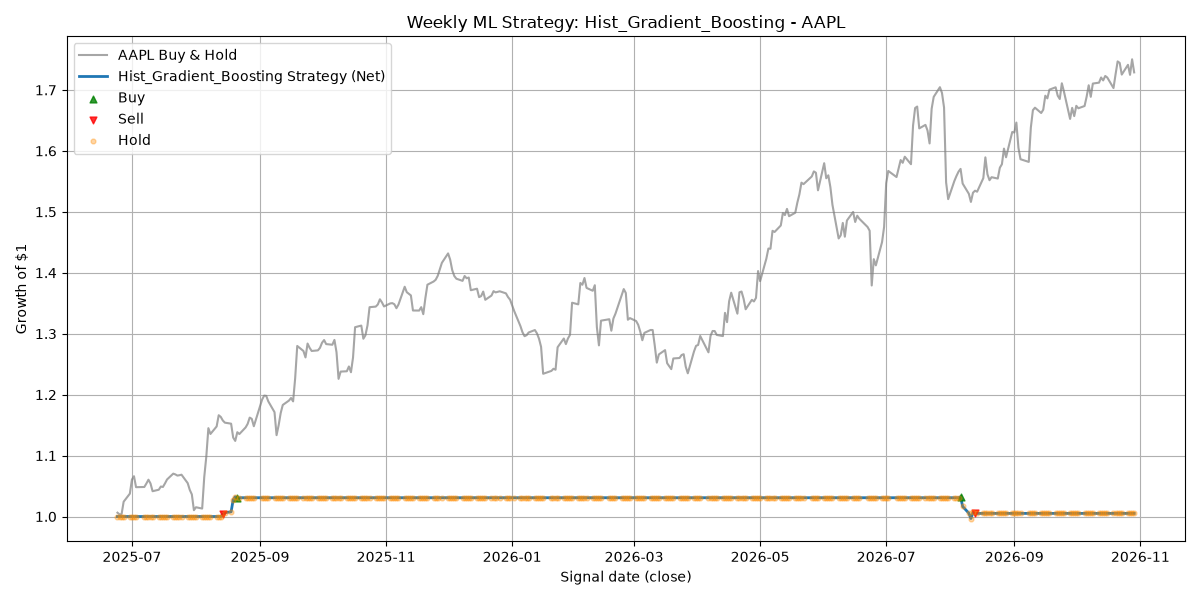 Weekly ML Strategy: Hist_Gradient_Boosting - AAPL
AAPL Buy & Hold
Hist_Gradient_Boosting Strategy (Net)
Buy
Sell
Hold
Growth of $1
1.7
1.6
1.5
1.4
1.3
1.2
1.1
1.0
2025-07 2025-09 2025-11 2026-01 2026-03 2026-05 2026-07 2026-09 2026-11
Signal date (close)